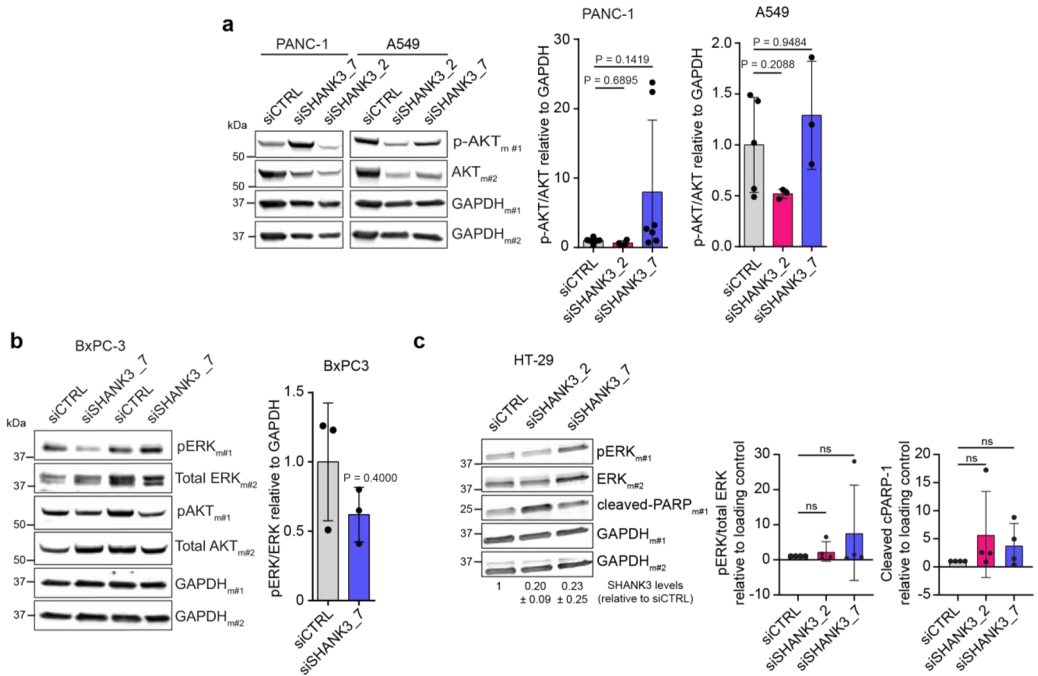 a
PANC-1
A549
siCTRL
siSHANK3_7
siSHANK3_2
siCTRL
siSHANK3_2
siSHANK3_7
kDa
50
p-AKTm #1
50
AKTm#2
37
GAPDHm#1
37
GAPDHm#2
PANC-1
p-AKT/AKT relative to GAPDH
30
20
10
0
P = 0.1419
P = 0.6895
siCTRL
siSHANK3_2
siSHANK3_7
A549
p-AKT/AKT relative to GAPDH
2.0
1.5
1.0
0.5
0.0
P = 0.9484
P = 0.2088
siCTRL
siSHANK3_2
siSHANK3_7
b
BxPC-3
siCTRL
siSHANK3 _7
siCTRL
siSHANK3 _7
kDa
37
pERKm#1
37
Total ERKm#2
50
pAKTm#1
50
Total AKTm#2
37
GAPDHm#1
37
GAPDHm#2
BxPC3
pERK/ERK relative to GAPDH
1.5
1.0
0.5
0
P = 0.4000
siCTRL
siSHANK3_7
c
HT-29
siCTRL
siSHANK3_2
siSHANK3_7
37
pERKm#1
37
ERKm#2
25
cleaved-PARPm#1
37
GAPDHm#1
37
GAPDHm#2
1
0.20
± 0.09
0.23
± 0.25
SHANK3 levels
(relative to siCTRL)
pERK/total ERK
relative to loading control
30
20
10
0
-10
ns
ns
siCTRL
siSHANK3_2
siSHANK3_7
Cleaved cPARP-1
relative to loading control
20
15
10
5
0
-5
ns
ns
siCTRL
siSHANK3_2
siSHANK3_7